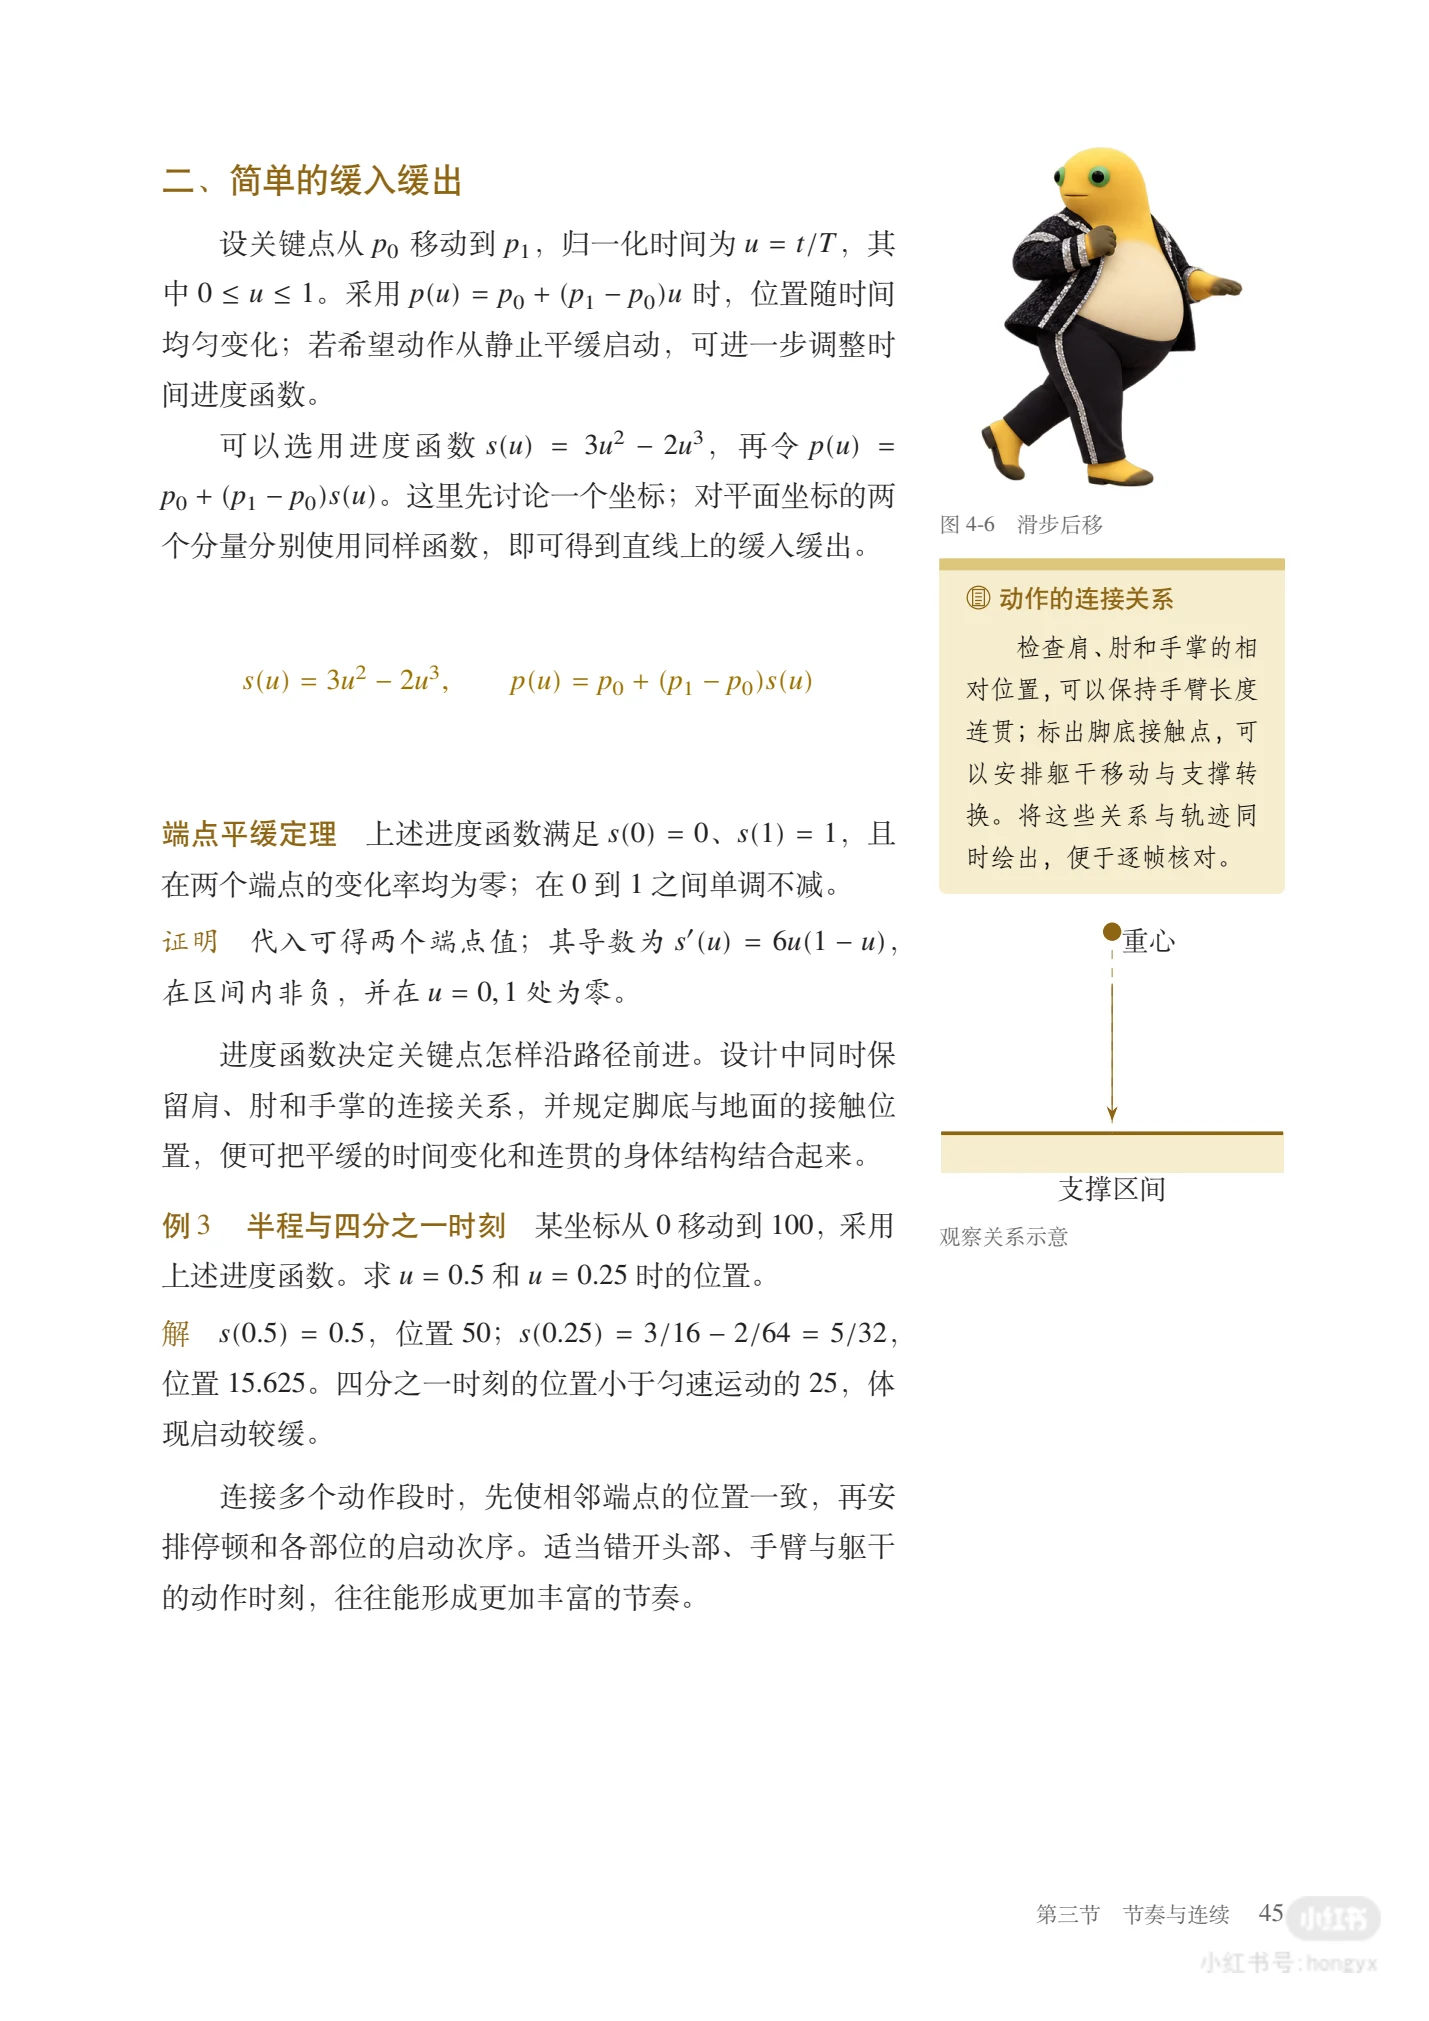 二、简单的缓入缓出
设关键点从 p₀ 移动到 p₁，归一化时间为 u = t/T，其
中 0 ≤ u ≤ 1。采用 p(u) = p₀ + (p₁ − p₀)u 时，位置随时间
均匀变化；若希望动作从静止平缓启动，可进一步调整时
间进度函数。
可以选用进度函数 s(u) = 3u² − 2u³，再令 p(u) =
p₀ + (p₁ − p₀)s(u)。这里先讨论一个坐标；对平面坐标的两
个分量分别使用同样函数，即可得到直线上的缓入缓出。
s(u) = 3u² − 2u³, p(u) = p₀ + (p₁ − p₀)s(u)
端点平缓定理 上述进度函数满足 s(0) = 0、s(1) = 1，且
在两个端点的变化率均为零；在 0 到 1 之间单调不减。
证明 代入可得两个端点值；其导数为 s′(u) = 6u(1 − u)，
在区间内非负，并在 u = 0, 1 处为零。
进度函数决定关键点怎样沿路径前进。设计中同时保
留肩、肘和手掌的连接关系，并规定脚底与地面的接触位
置，便可把平缓的时间变化和连贯的身体结构结合起来。
例 3 半程与四分之一时刻 某坐标从 0 移动到 100，采用
上述进度函数。求 u = 0.5 和 u = 0.25 时的位置。
解 s(0.5) = 0.5，位置 50；s(0.25) = 3/16 − 2/64 = 5/32，
位置 15.625。四分之一时刻的位置小于匀速运动的 25，体
现启动较缓。
连接多个动作段时，先使相邻端点的位置一致，再安
排停顿和各部位的启动次序。适当错开头部、手臂与躯干
的动作时刻，往往能形成更加丰富的节奏。
图 4-6 滑步后移
动作的连接关系
检查肩、肘和手掌的相
对位置，可以保持手臂长度
连贯；标出脚底接触点，可
以安排躯干移动与支撑转
换。将这些关系与轨迹同
时绘出，便于逐帧核对。
重心
支撑区间
观察关系示意
第三节 节奏与连续 45
小红书
小红书号:hongyx